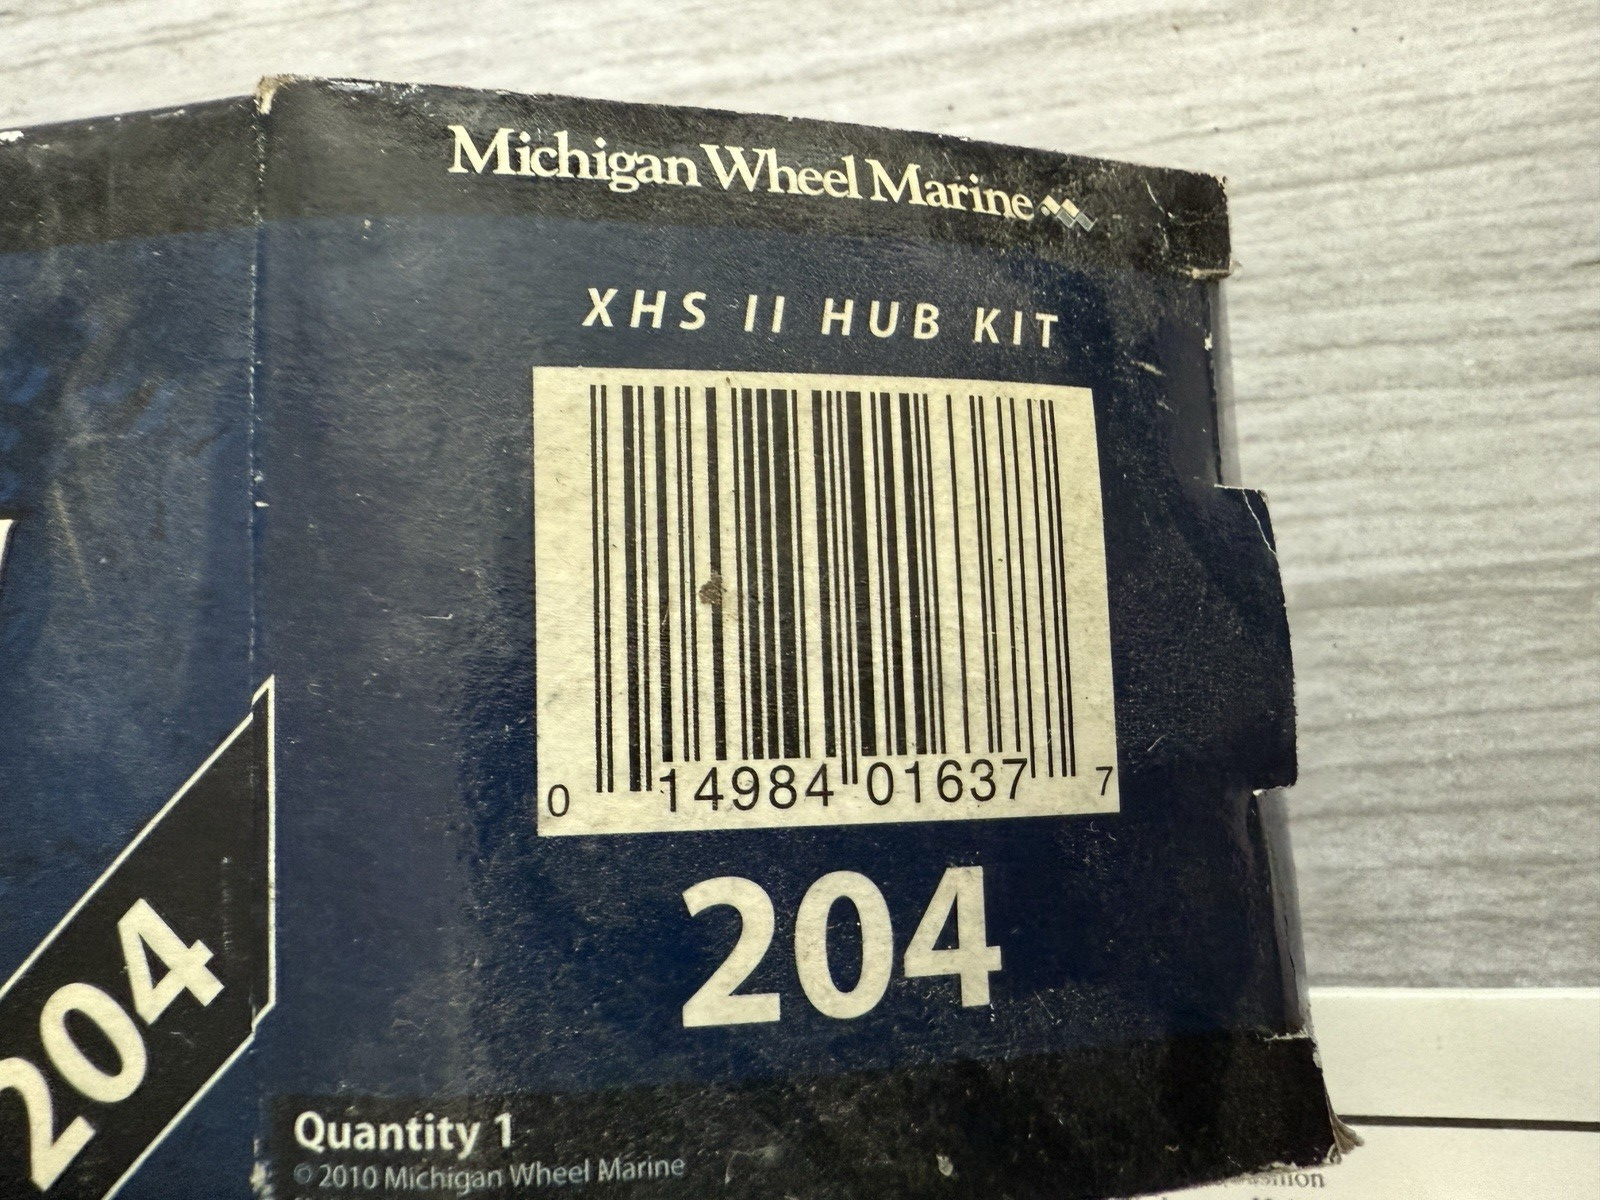 Michigan Wheel Marine
XHS II HUB KIT
0 14984 01637 7
204
204
Quantity 1
© 2010 Michigan Wheel Marine